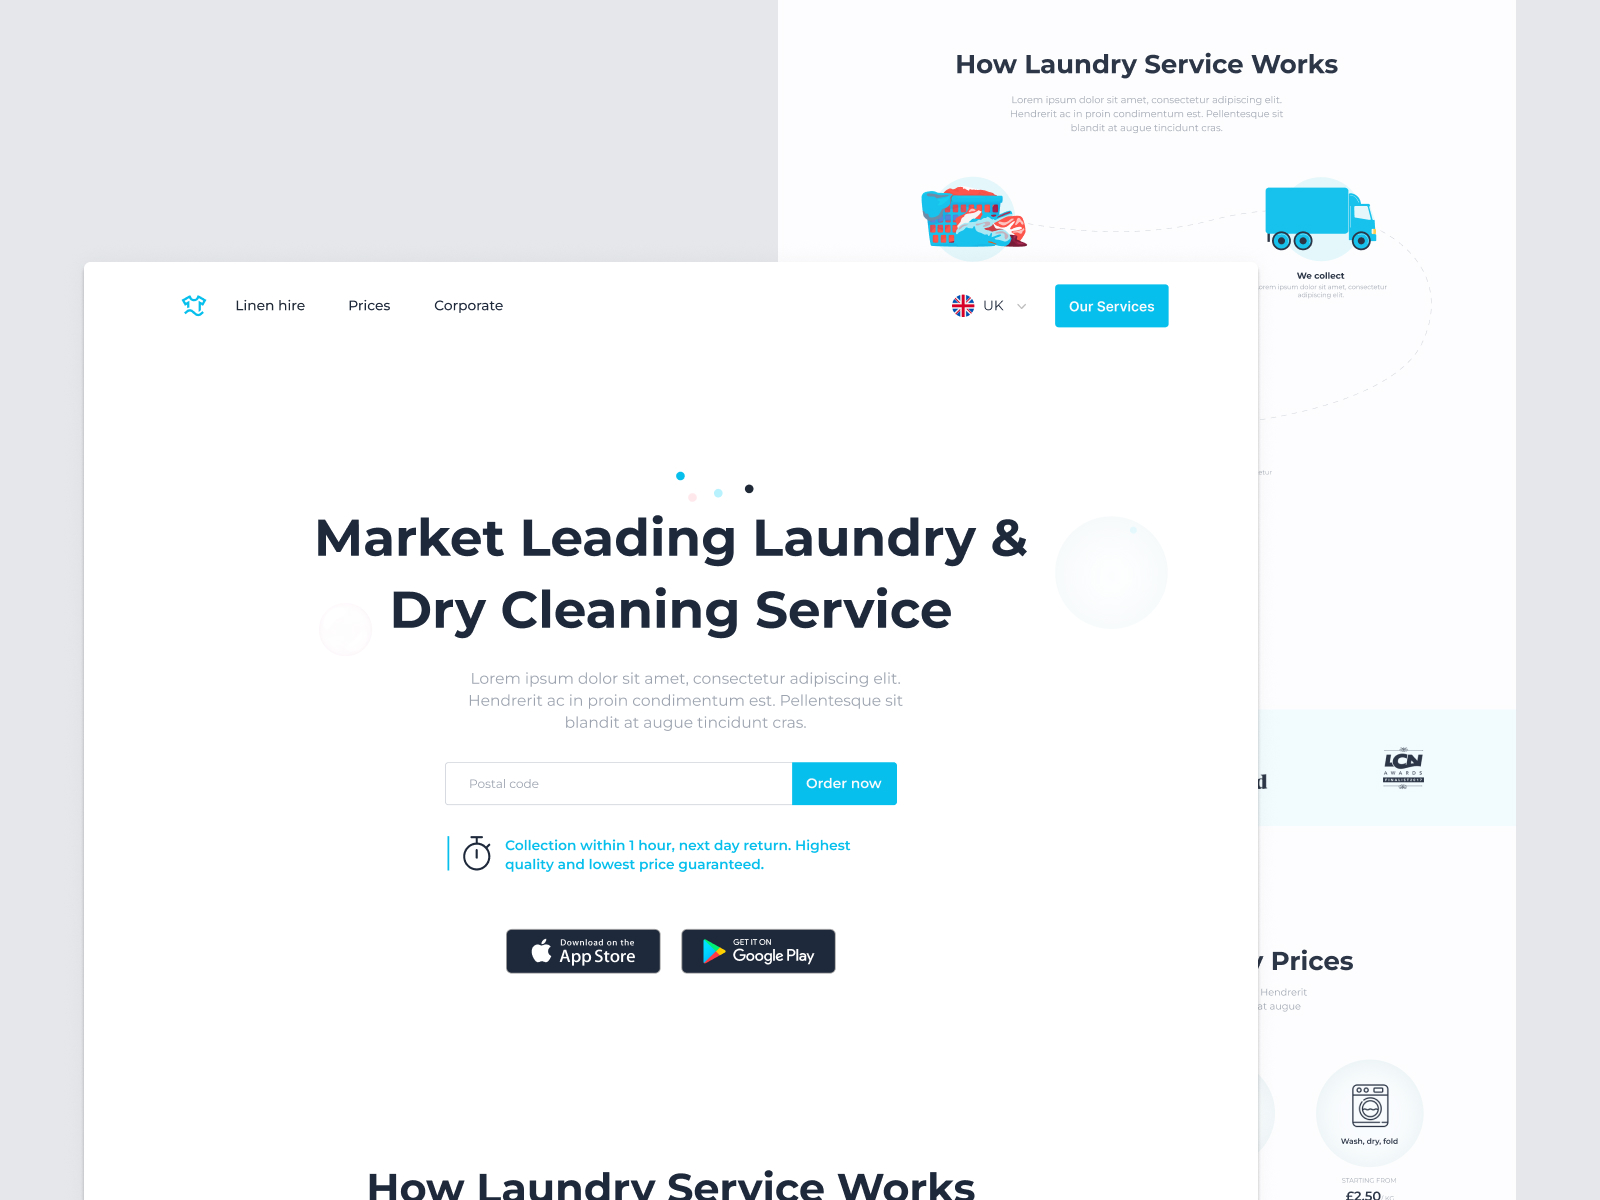 How Laundry Service Works
Lorem ipsum dolor sit amet, consectetur adipiscing elit.
Hendrerit ac in proin condimentum est. Pellentesque sit
blandit at augue tincidunt cras.
We collect
orem ipsum dolor sit amet, consectetur
adipiscing elit.
Linen hire
Prices
Corporate
UK
Our Services
Market Leading Laundry &
Dry Cleaning Service
Lorem ipsum dolor sit amet, consectetur adipiscing elit.
Hendrerit ac in proin condimentum est. Pellentesque sit
blandit at augue tincidunt cras.
Postal code
Order now
Collection within 1 hour, next day return. Highest
quality and lowest price guaranteed.
Download on the
App Store
GET IT ON
Google Play
How Laundry Service Works
etur
d
LCN
AWARDS
FINALIST 2017
y Prices
Hendrerit
at augue
Wash, dry, fold
STARTING FROM
£2.50/KG